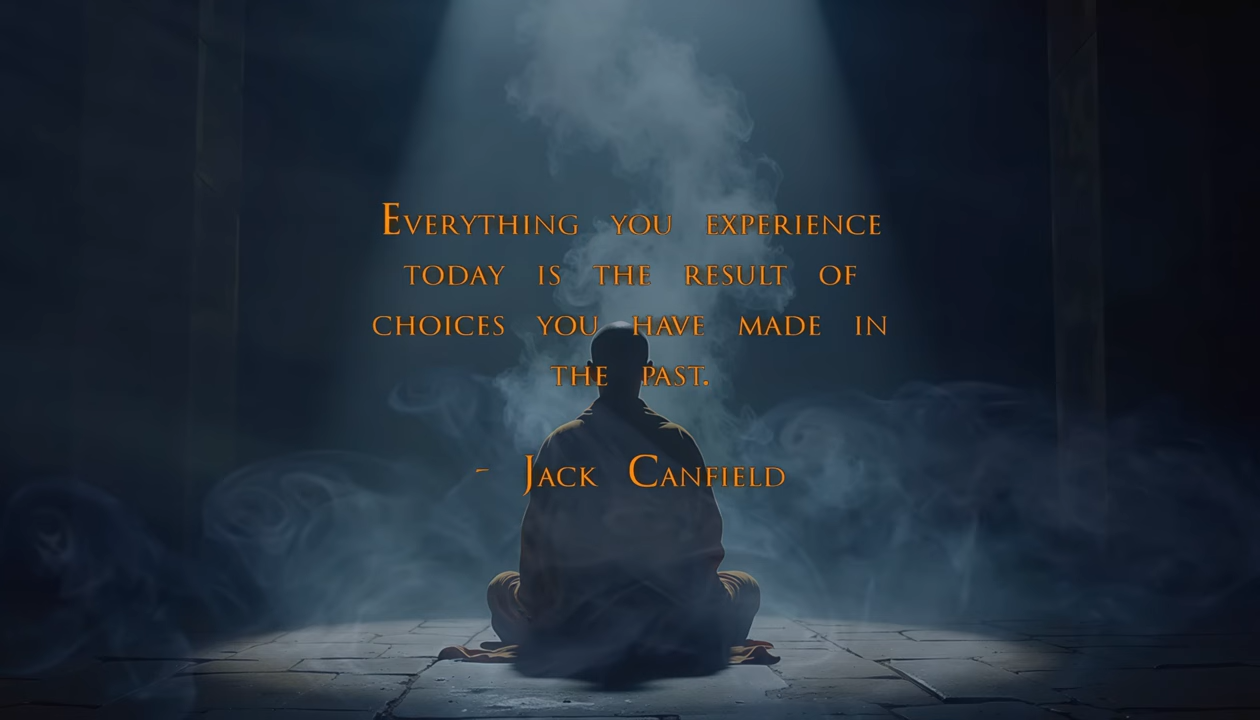 Everything you experience
today is the result of
choices you have made in
the past.
- Jack Canfield